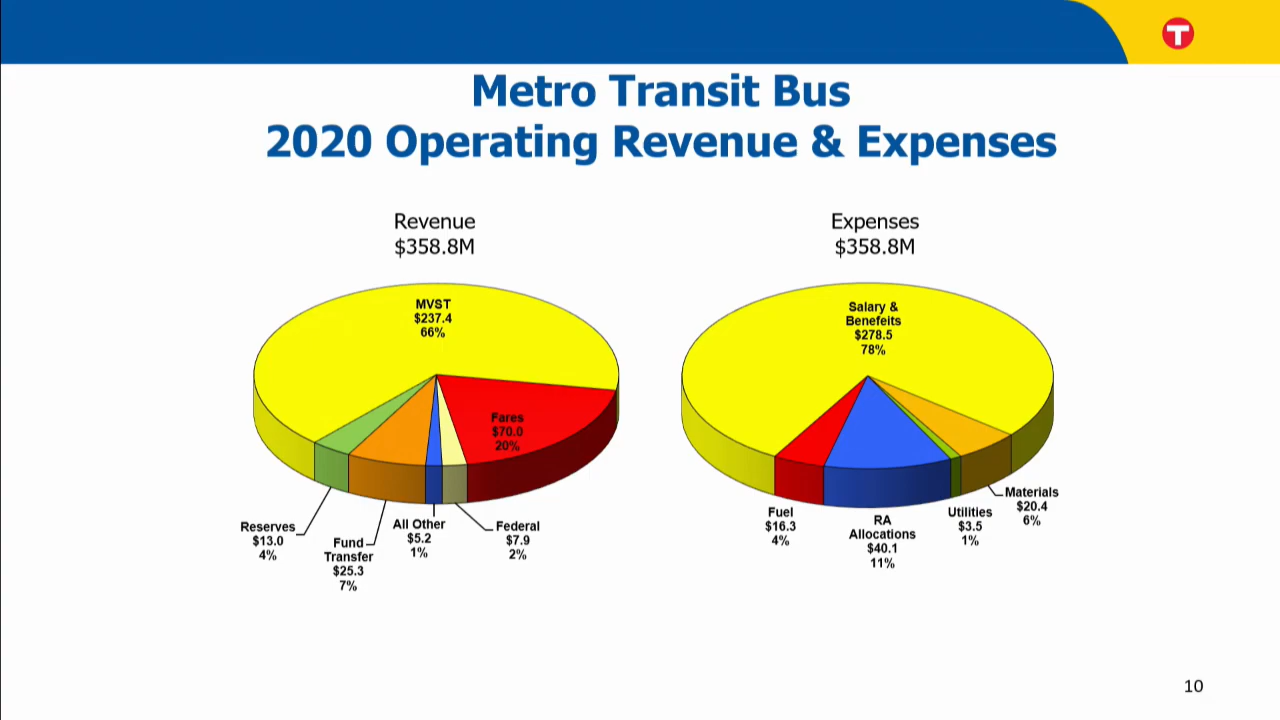 T
Metro Transit Bus
2020 Operating Revenue & Expenses
Revenue
$358.8M
MVST
$237.4
66%
Fares
$70.0
20%
Reserves
$13.0
4%
Fund
Transfer
$25.3
7%
All Other
$5.2
1%
Federal
$7.9
2%
Expenses
$358.8M
Salary &
Benefeits
$278.5
78%
Fuel
$16.3
4%
RA
Allocations
$40.1
11%
Utilities
$3.5
1%
Materials
$20.4
6%
10